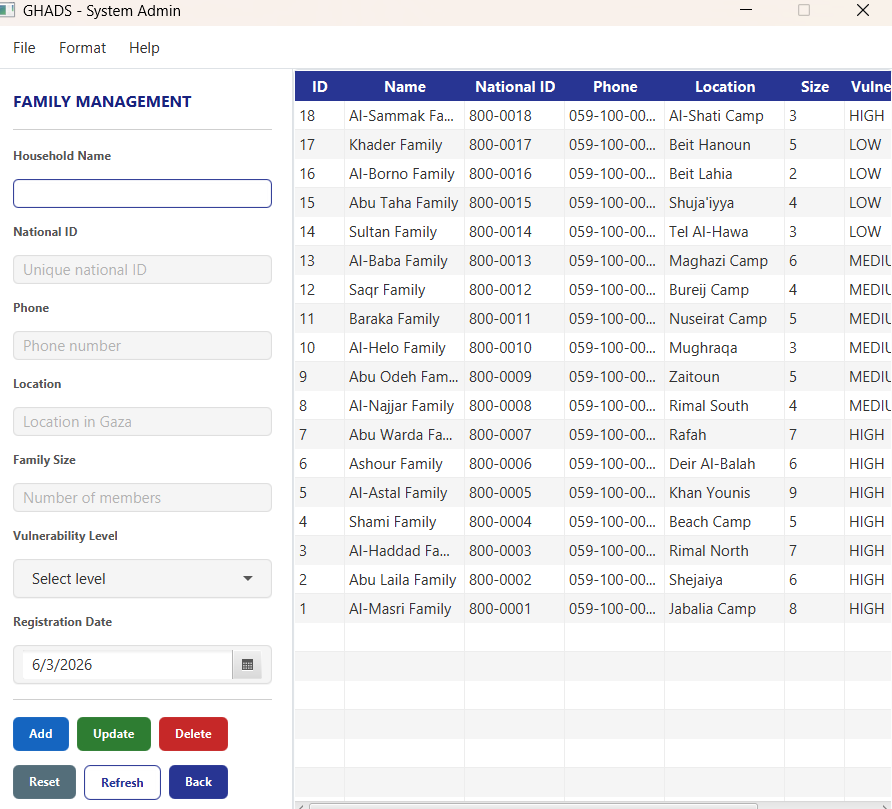 GHADS - System Admin
File Format Help
FAMILY MANAGEMENT
Household Name
National ID
Unique national ID
Phone
Phone number
Location
Location in Gaza
Family Size
Number of members
Vulnerability Level
Select level
Registration Date
6/3/2026
Add Update Delete
Reset Refresh Back
ID Name National ID Phone Location Size Vulne
18 Al-Sammak Fa... 800-0018 059-100-00... Al-Shati Camp 3 HIGH
17 Khader Family 800-0017 059-100-00... Beit Hanoun 5 LOW
16 Al-Borno Family 800-0016 059-100-00... Beit Lahia 2 LOW
15 Abu Taha Family 800-0015 059-100-00... Shuja'iyya 4 LOW
14 Sultan Family 800-0014 059-100-00... Tel Al-Hawa 3 LOW
13 Al-Baba Family 800-0013 059-100-00... Maghazi Camp 6 MEDIU
12 Saqr Family 800-0012 059-100-00... Bureij Camp 4 MEDIU
11 Baraka Family 800-0011 059-100-00... Nuseirat Camp 5 MEDIU
10 Al-Helo Family 800-0010 059-100-00... Mughraqa 3 MEDIU
9 Abu Odeh Fam... 800-0009 059-100-00... Zaitoun 5 MEDIU
8 Al-Najjar Family 800-0008 059-100-00... Rimal South 4 MEDIU
7 Abu Warda Fa... 800-0007 059-100-00... Rafah 7 HIGH
6 Ashour Family 800-0006 059-100-00... Deir Al-Balah 6 HIGH
5 Al-Astal Family 800-0005 059-100-00... Khan Younis 9 HIGH
4 Shami Family 800-0004 059-100-00... Beach Camp 5 HIGH
3 Al-Haddad Fa... 800-0003 059-100-00... Rimal North 7 HIGH
2 Abu Laila Family 800-0002 059-100-00... Shejaiya 6 HIGH
1 Al-Masri Family 800-0001 059-100-00... Jabalia Camp 8 HIGH